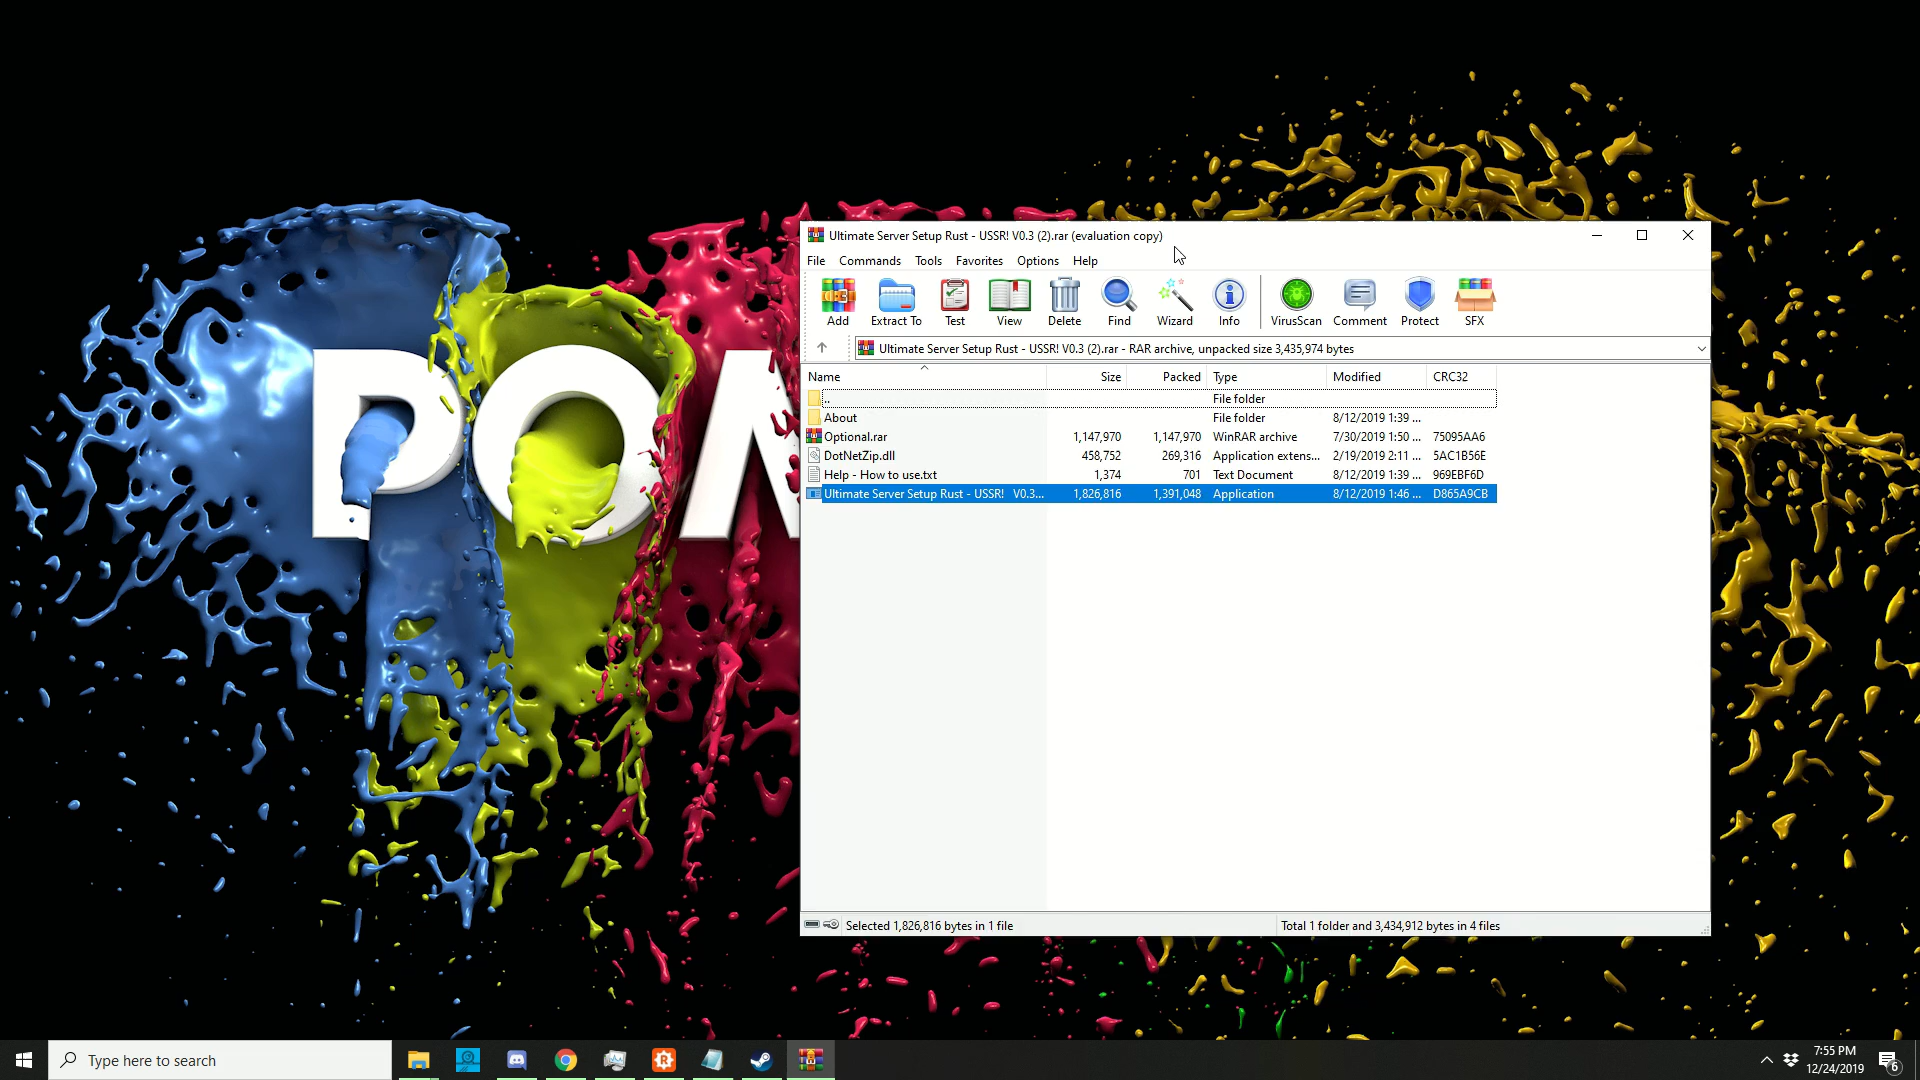 PO
Ultimate Server Setup Rust - USSR! V0.3 (2).rar (evaluation copy)
File Commands Tools Favorites Options Help
Add Extract To Test View Delete Find Wizard Info VirusScan Comment Protect SFX
Ultimate Server Setup Rust - USSR! V0.3 (2).rar - RAR archive, unpacked size 3,435,974 bytes
Name Size Packed Type Modified CRC32
.. File folder
About File folder 8/12/2019 1:39 ...
Optional.rar 1,147,970 1,147,970 WinRAR archive 7/30/2019 1:50 ... 75095AA6
DotNetZip.dll 458,752 269,316 Application extens... 2/19/2019 2:11 ... 5AC1B56E
Help - How to use.txt 1,374 701 Text Document 8/12/2019 1:39 ... 969EBF6D
Ultimate Server Setup Rust - USSR! V0.3... 1,826,816 1,391,048 Application 8/12/2019 1:46 ... D865A9CB
Selected 1,826,816 bytes in 1 file Total 1 folder and 3,434,912 bytes in 4 files
Type here to search
7:55 PM
12/24/2019
6